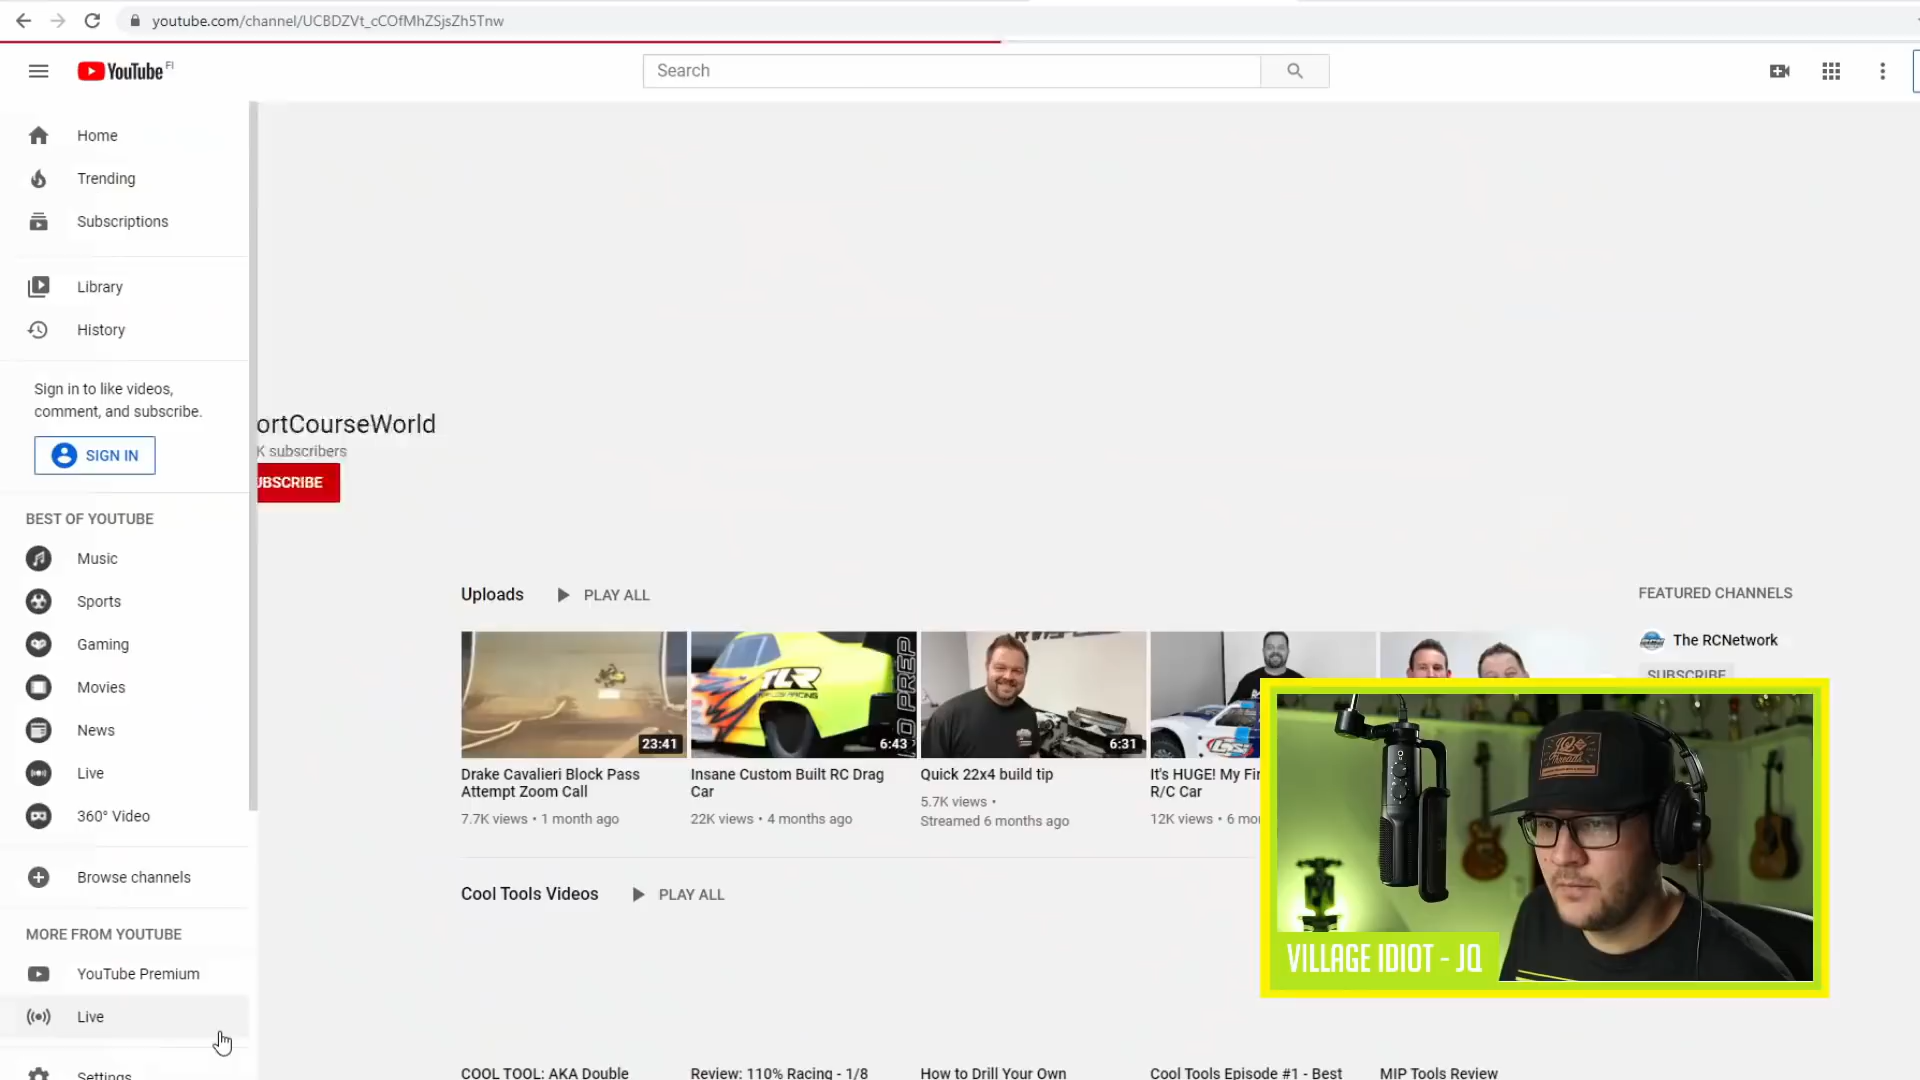 youtube.com/channel/UCBDZVt_cCOfMhZSjsZh5Tnw
YouTube FI
Search
Home
Trending
Subscriptions
Library
History
Sign in to like videos,
comment, and subscribe.
SIGN IN
BEST OF YOUTUBE
Music
Sports
Gaming
Movies
News
Live
360° Video
Browse channels
MORE FROM YOUTUBE
YouTube Premium
Live
Settings
ortCourseWorld
K subscribers
UBSCRIBE
Uploads
PLAY ALL
23:41
Drake Cavalieri Block Pass
Attempt Zoom Call
7.7K views • 1 month ago
TLR
6:43
Insane Custom Built RC Drag
Car
22K views • 4 months ago
6:31
Quick 22x4 build tip
5.7K views •
Streamed 6 months ago
Losi
It's HUGE! My Fir
R/C Car
12K views • 6 mo
FEATURED CHANNELS
The RCNetwork
SUBSCRIBE
Cool Tools Videos
PLAY ALL
COOL TOOL: AKA Double
Review: 110% Racing - 1/8
How to Drill Your Own
Cool Tools Episode #1 - Best
MIP Tools Review
JQ
Threads
VILLAGE IDIOT - JQ